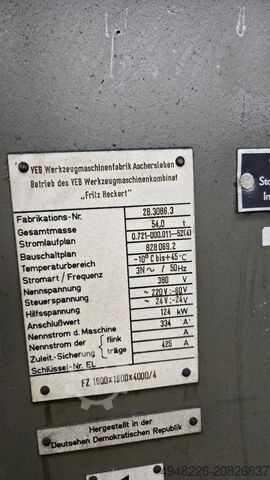 VEB Werkzeugmaschinenfabrik Aschersleben
Betrieb des VEB Werkzeugmaschinenkombinat
„Fritz Heckert"
Fabrikations-Nr. 28.3086.3
Gesamtmasse 54,0 t
Stromlaufplan 0.721-000.011-52(4)
Bauschaltplan 828 069.2
Temperaturbereich -10°C bis+45°C
Stromart / Frequenz 3N ~ / 50 Hz
Nennspannung 380 V
Steuerspannung ~ 220 V;-60 V
Hilfsspannung ~ 24 V;-24 V
Anschlußwert 124 kW
Nennstrom d. Maschine 334 A
Nennstrom der flink A
Zuleit.-Sicherung träge 425 A
Schlüssel-Nr. EL
FZ 1600×1600×4000/4
Hergestellt in der
Deutschen Demokratischen Republik
4948226-20826837